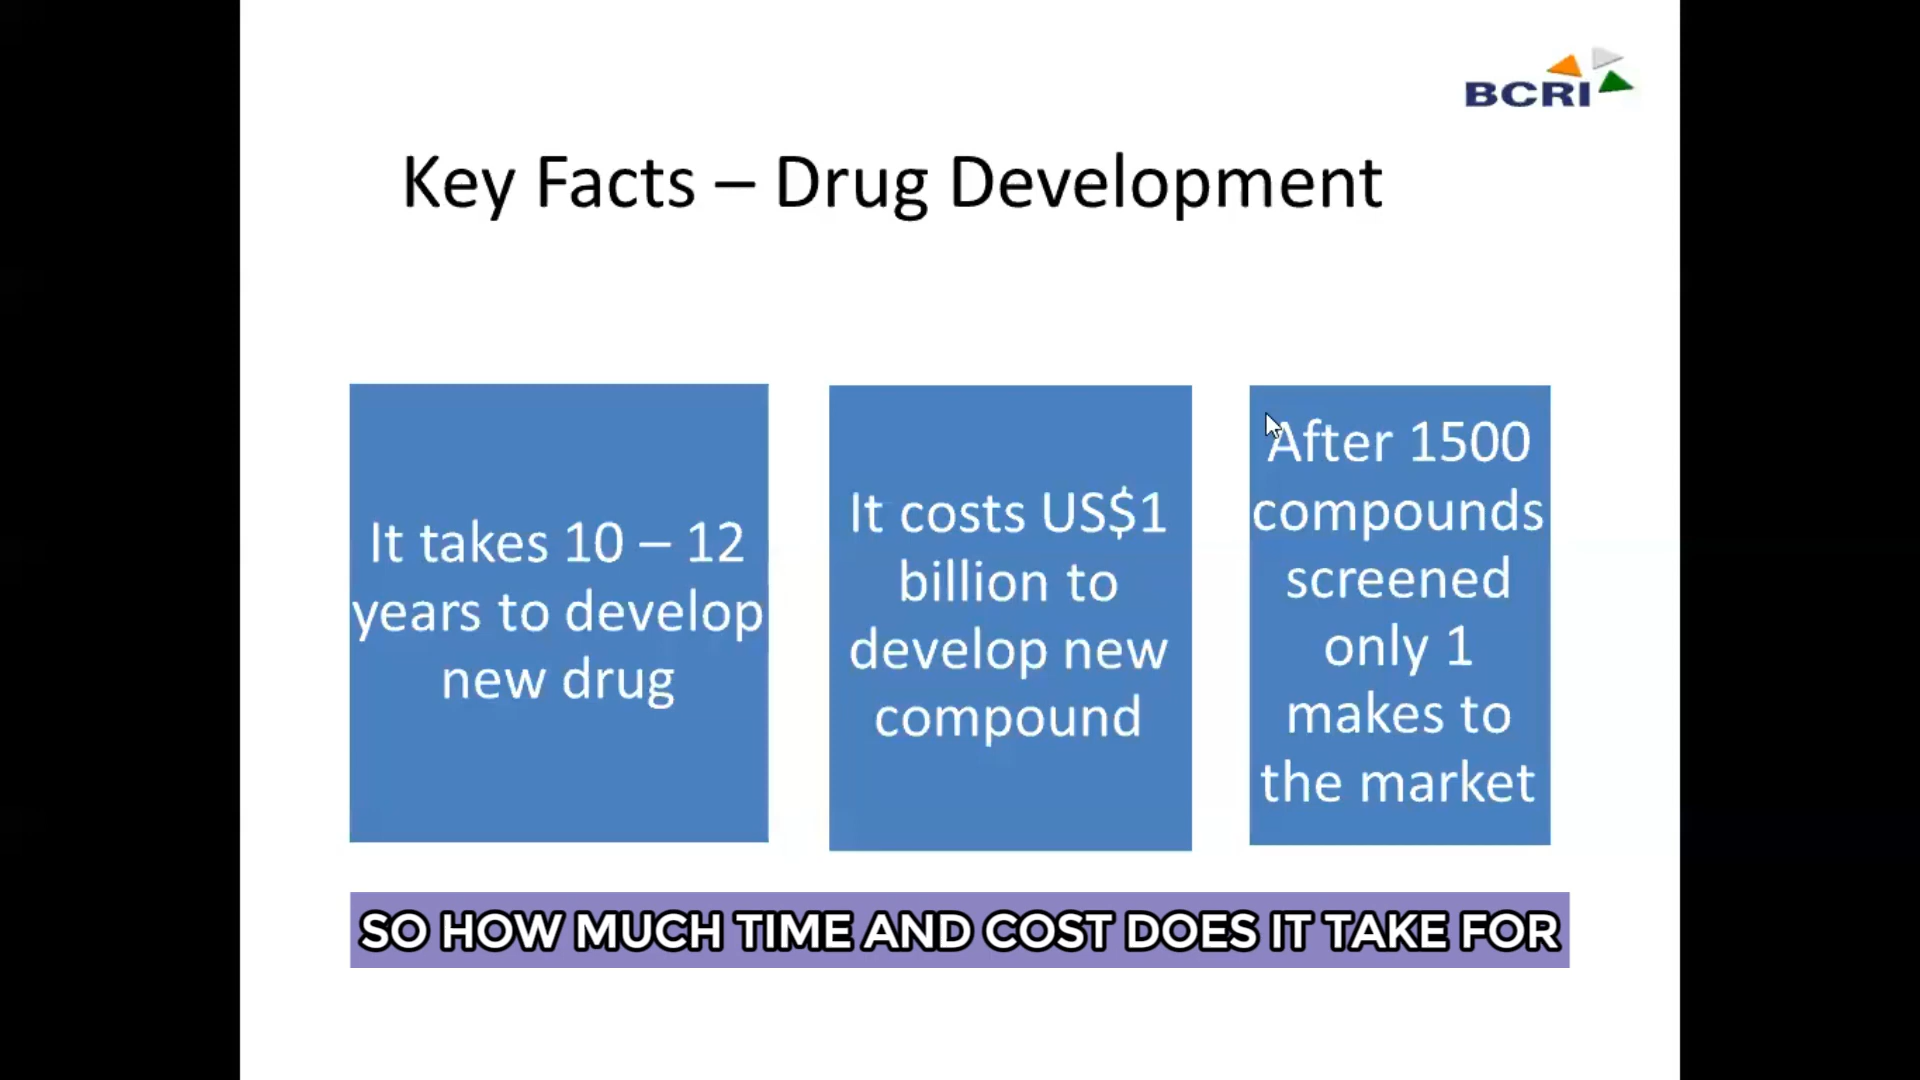 BCRI
Key Facts – Drug Development
It takes 10 – 12
years to develop
new drug
It costs US$1
billion to
develop new
compound
After 1500
compounds
screened
only 1
makes to
the market
SO HOW MUCH TIME AND COST DOES IT TAKE FOR